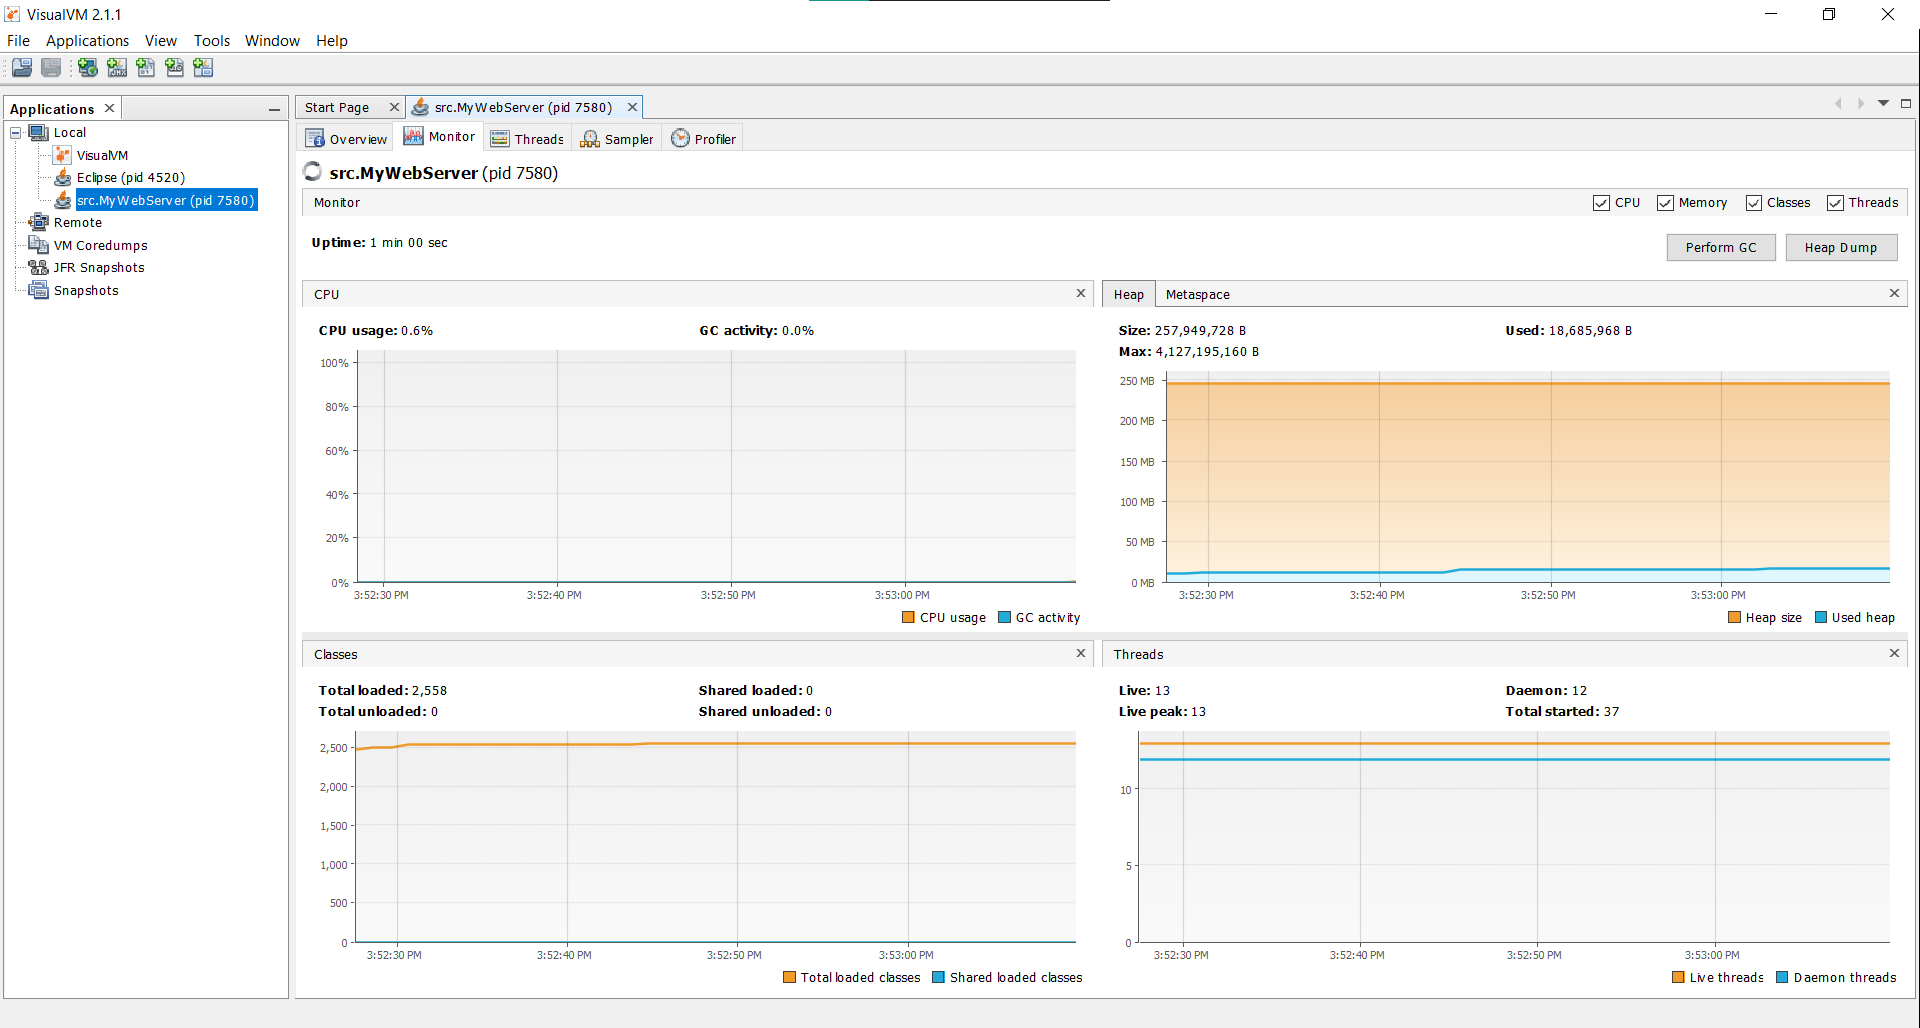 VisualVM 2.1.1
File Applications View Tools Window Help
Applications
Local
VisualVM
Eclipse (pid 4520)
src.MyWebServer (pid 7580)
Remote
VM Coredumps
JFR Snapshots
Snapshots
Start Page src.MyWebServer (pid 7580)
Overview Monitor Threads Sampler Profiler
src.MyWebServer (pid 7580)
Monitor CPU Memory Classes Threads
Uptime: 1 min 00 sec
Perform GC Heap Dump
CPU
CPU usage: 0.6% GC activity: 0.0%
100%
80%
60%
40%
20%
0%
3:52:30 PM 3:52:40 PM 3:52:50 PM 3:53:00 PM
CPU usage GC activity
Heap Metaspace
Size: 257,949,728 B Used: 18,685,968 B
Max: 4,127,195,160 B
250 MB
200 MB
150 MB
100 MB
50 MB
0 MB
3:52:30 PM 3:52:40 PM 3:52:50 PM 3:53:00 PM
Heap size Used heap
Classes
Total loaded: 2,558 Shared loaded: 0
Total unloaded: 0 Shared unloaded: 0
2,500
2,000
1,500
1,000
500
0
3:52:30 PM 3:52:40 PM 3:52:50 PM 3:53:00 PM
Total loaded classes Shared loaded classes
Threads
Live: 13 Daemon: 12
Live peak: 13 Total started: 37
10
5
0
3:52:30 PM 3:52:40 PM 3:52:50 PM 3:53:00 PM
Live threads Daemon threads